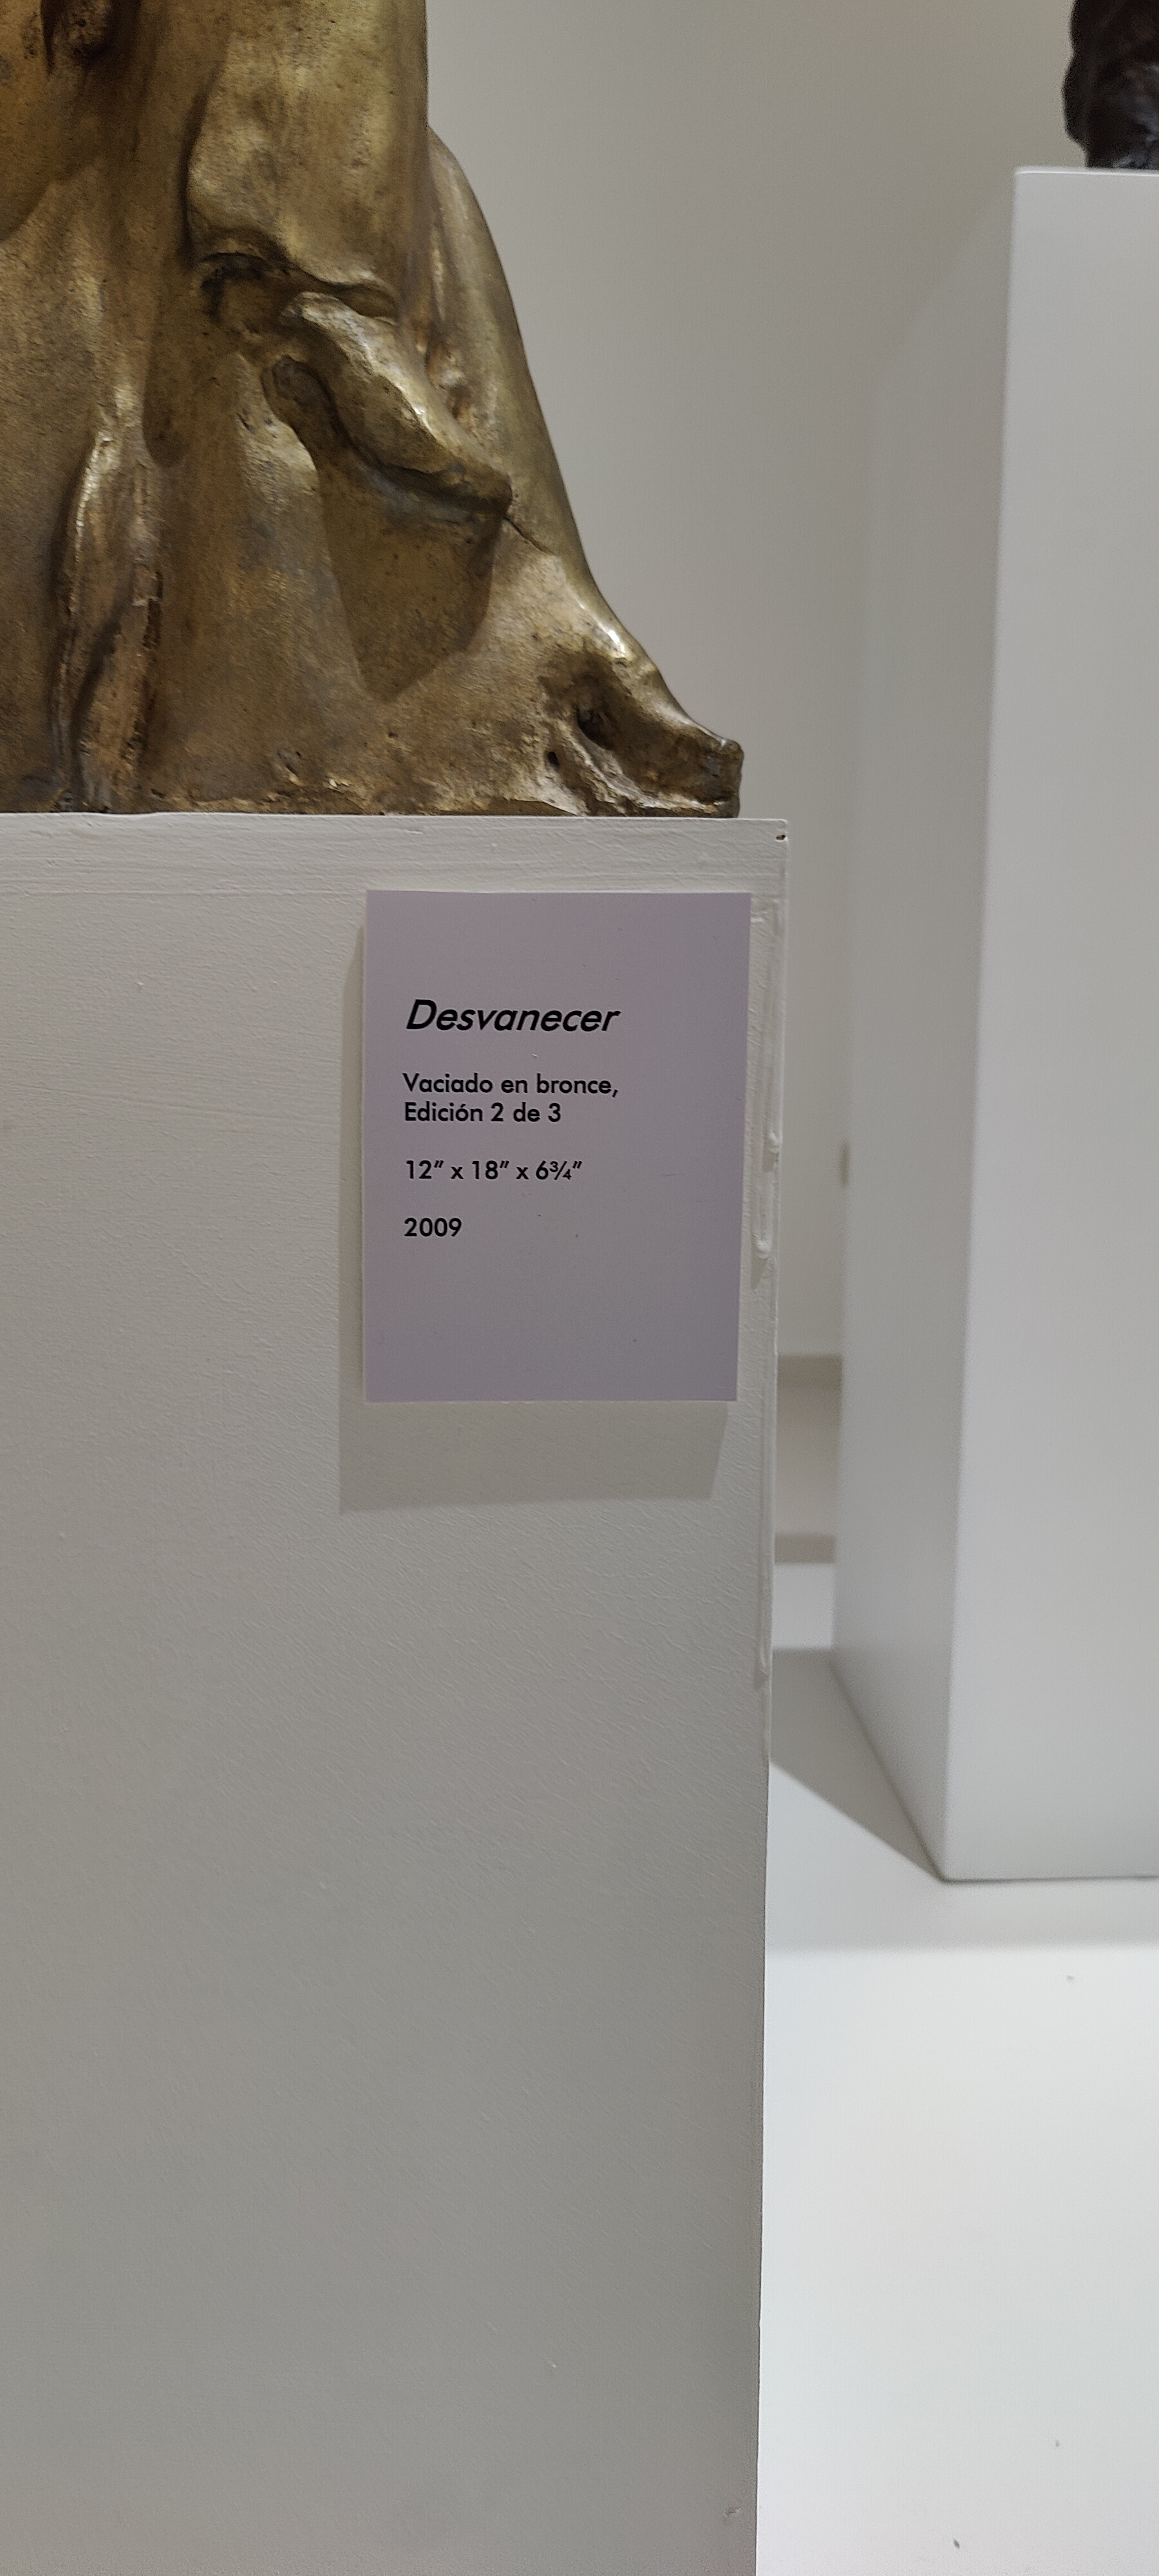 Desvanecer
Vaciado en bronce,
Edición 2 de 3
12" x 18" x 6¾"
2009